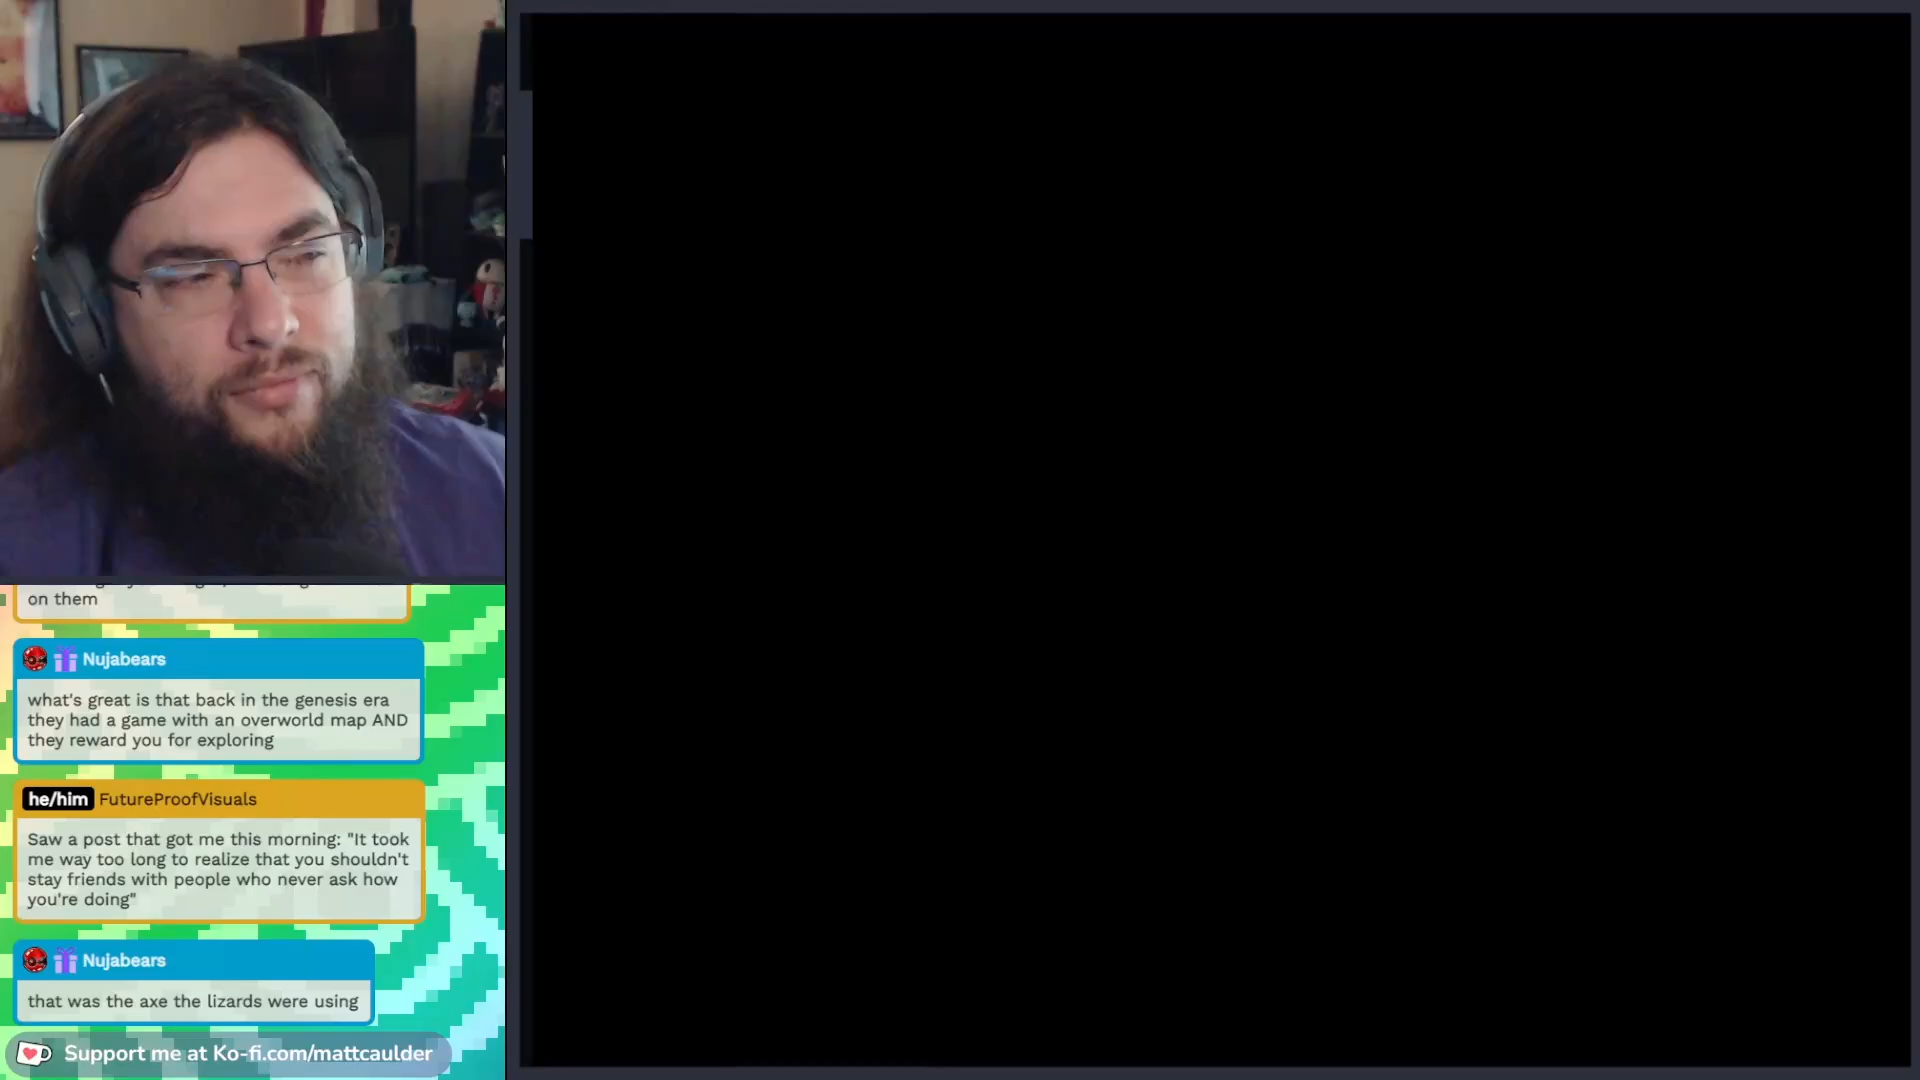 on them
Nujabears
what's great is that back in the genesis era
they had a game with an overworld map AND
they reward you for exploring
he/him FutureProofVisuals
Saw a post that got me this morning: "It took
me way too long to realize that you shouldn't
stay friends with people who never ask how
you're doing"
Nujabears
that was the axe the lizards were using
Support me at Ko-fi.com/mattcaulder